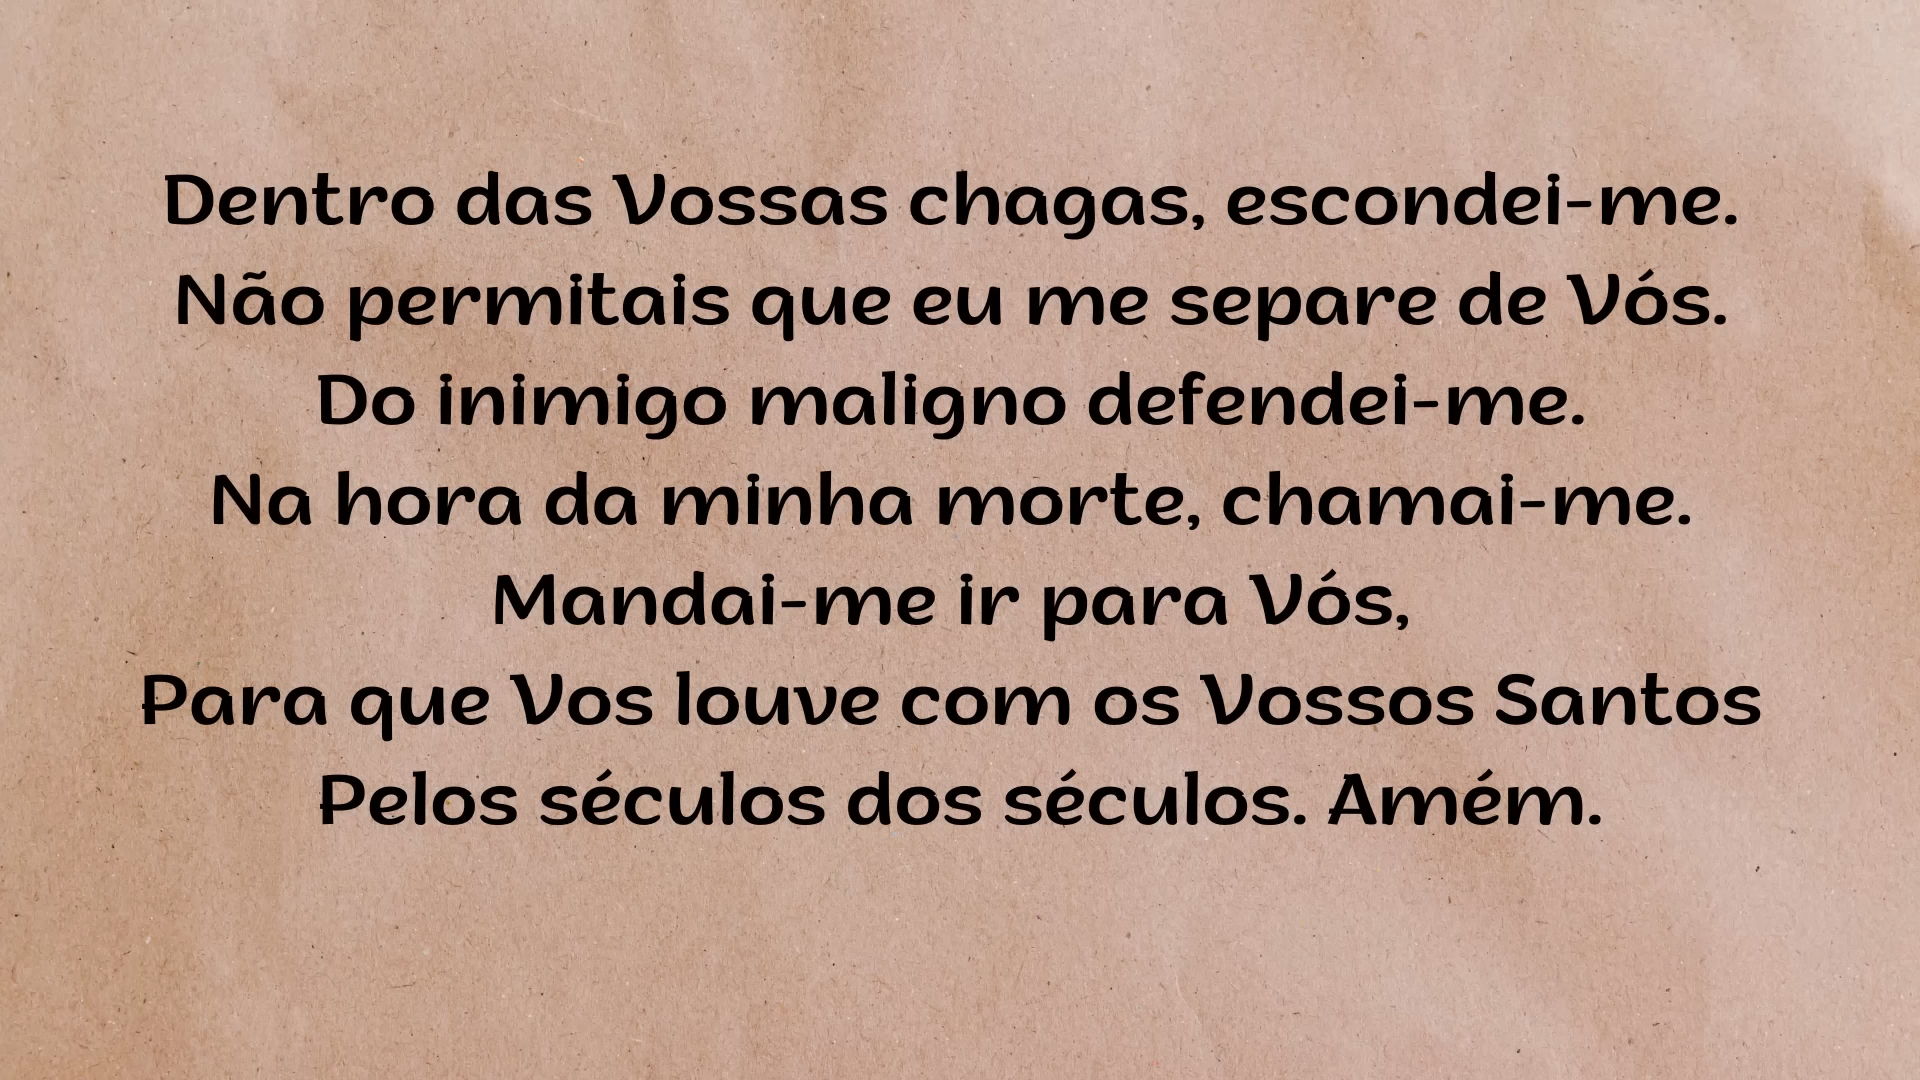 Dentro das Vossas chagas, escondei-me.
Não permitais que eu me separe de Vós.
Do inimigo maligno defendei-me.
Na hora da minha morte, chamai-me.
Mandai-me ir para Vós,
Para que Vos louve com os Vossos Santos
Pelos séculos dos séculos. Amém.